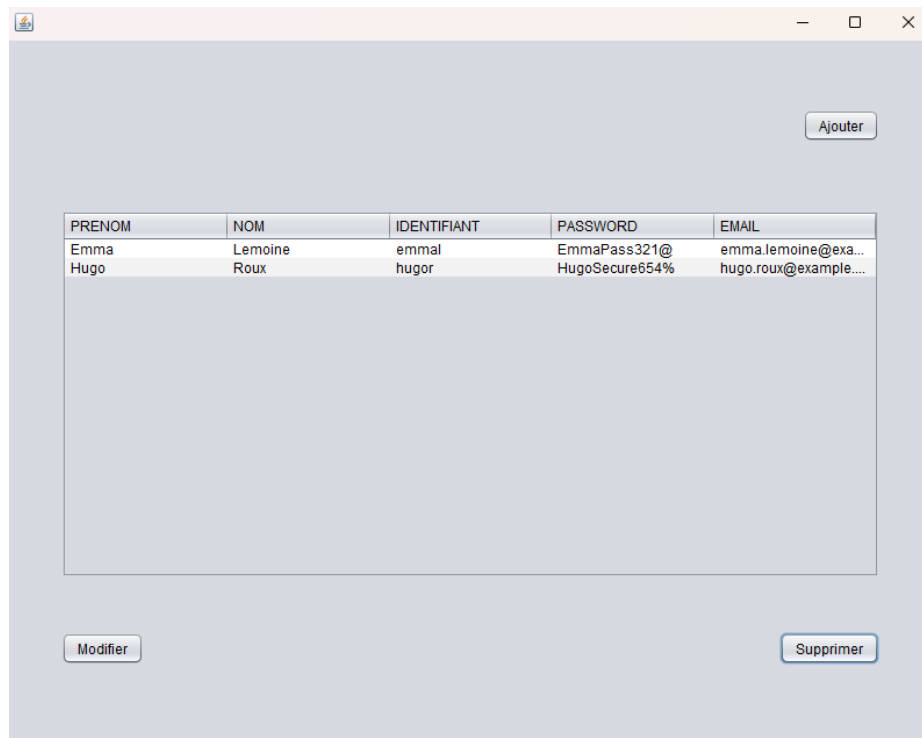 Ajouter
PRENOM NOM IDENTIFIANT PASSWORD EMAIL
Emma Lemoine emmal EmmaPass321@ emma.lemoine@exa...
Hugo Roux hugor HugoSecure654% hugo.roux@example....
Modifier Supprimer